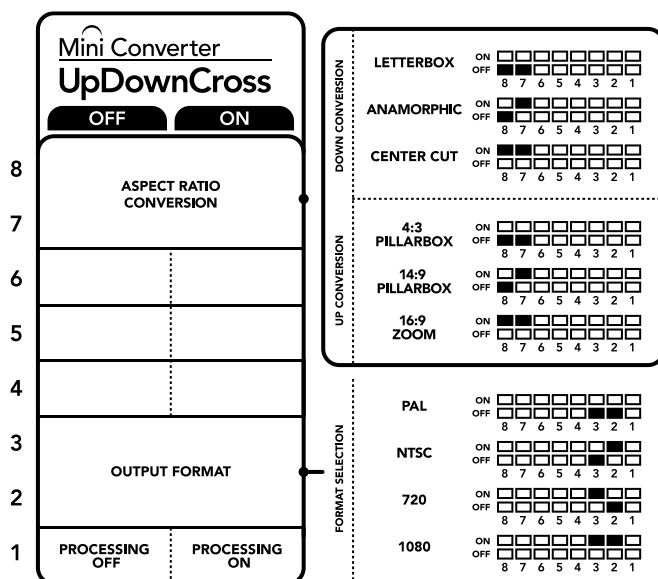 Mini Converter
UpDownCross
OFF ON
8
ASPECT RATIO
CONVERSION
7
6
5
4
3
OUTPUT FORMAT
2
1
PROCESSING OFF
PROCESSING ON
DOWN CONVERSION
LETTERBOX
ON
OFF
8 7 6 5 4 3 2 1
ANAMORPHIC
ON
OFF
8 7 6 5 4 3 2 1
CENTER CUT
ON
OFF
8 7 6 5 4 3 2 1
UP CONVERSION
4:3
PILLARBOX
ON
OFF
8 7 6 5 4 3 2 1
14:9
PILLARBOX
ON
OFF
8 7 6 5 4 3 2 1
16:9
ZOOM
ON
OFF
8 7 6 5 4 3 2 1
FORMAT SELECTION
PAL
ON
OFF
8 7 6 5 4 3 2 1
NTSC
ON
OFF
8 7 6 5 4 3 2 1
720
ON
OFF
8 7 6 5 4 3 2 1
1080
ON
OFF
8 7 6 5 4 3 2 1